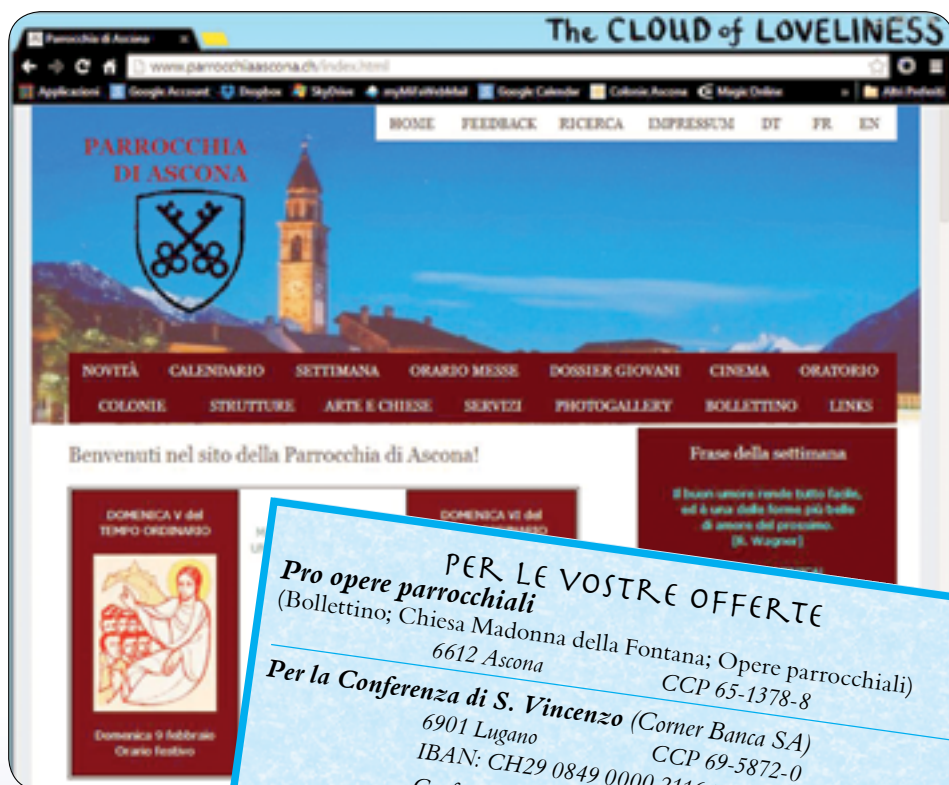 The CLOUD of LOVELINESS
Parrocchia di Ascona
www.parrocchiaascona.ch/index.html
Applicazioni Google Account Dropbox SkyDrive Google Calendar Colonie Ascona Magic Online Altri Preferiti
HOME FEEDBACK RICERCA IMPRESSUM DT FR EN
PARROCCHIA
DI ASCONA
NOVITÀ CALENDARIO SETTIMANA ORARIO MESSE DOSSIER GIOVANI CINEMA ORATORIO
COLONIE STRUTTURE ARTE E CHIESE SERVIZI PHOTOGALLERY BOLLETTINO LINKS
Benvenuti nel sito della Parrocchia di Ascona!
DOMENICA V del
TEMPO ORDINARIO
Domenica 9 febbraio
Orario festivo
DOMENICA VI del
Frase della settimana
Il buon umore rende tutto facile,
ed è una delle forme più belle
di amore del prossimo.
[R. Wagner]
PER LE VOSTRE OFFERTE
Pro opere parrocchiali
(Bollettino; Chiesa Madonna della Fontana; Opere parrocchiali)
6612 Ascona CCP 65-1378-8
Per la Conferenza di S. Vincenzo (Corner Banca SA)
6901 Lugano CCP 69-5872-0
IBAN: CH29 0849 0000